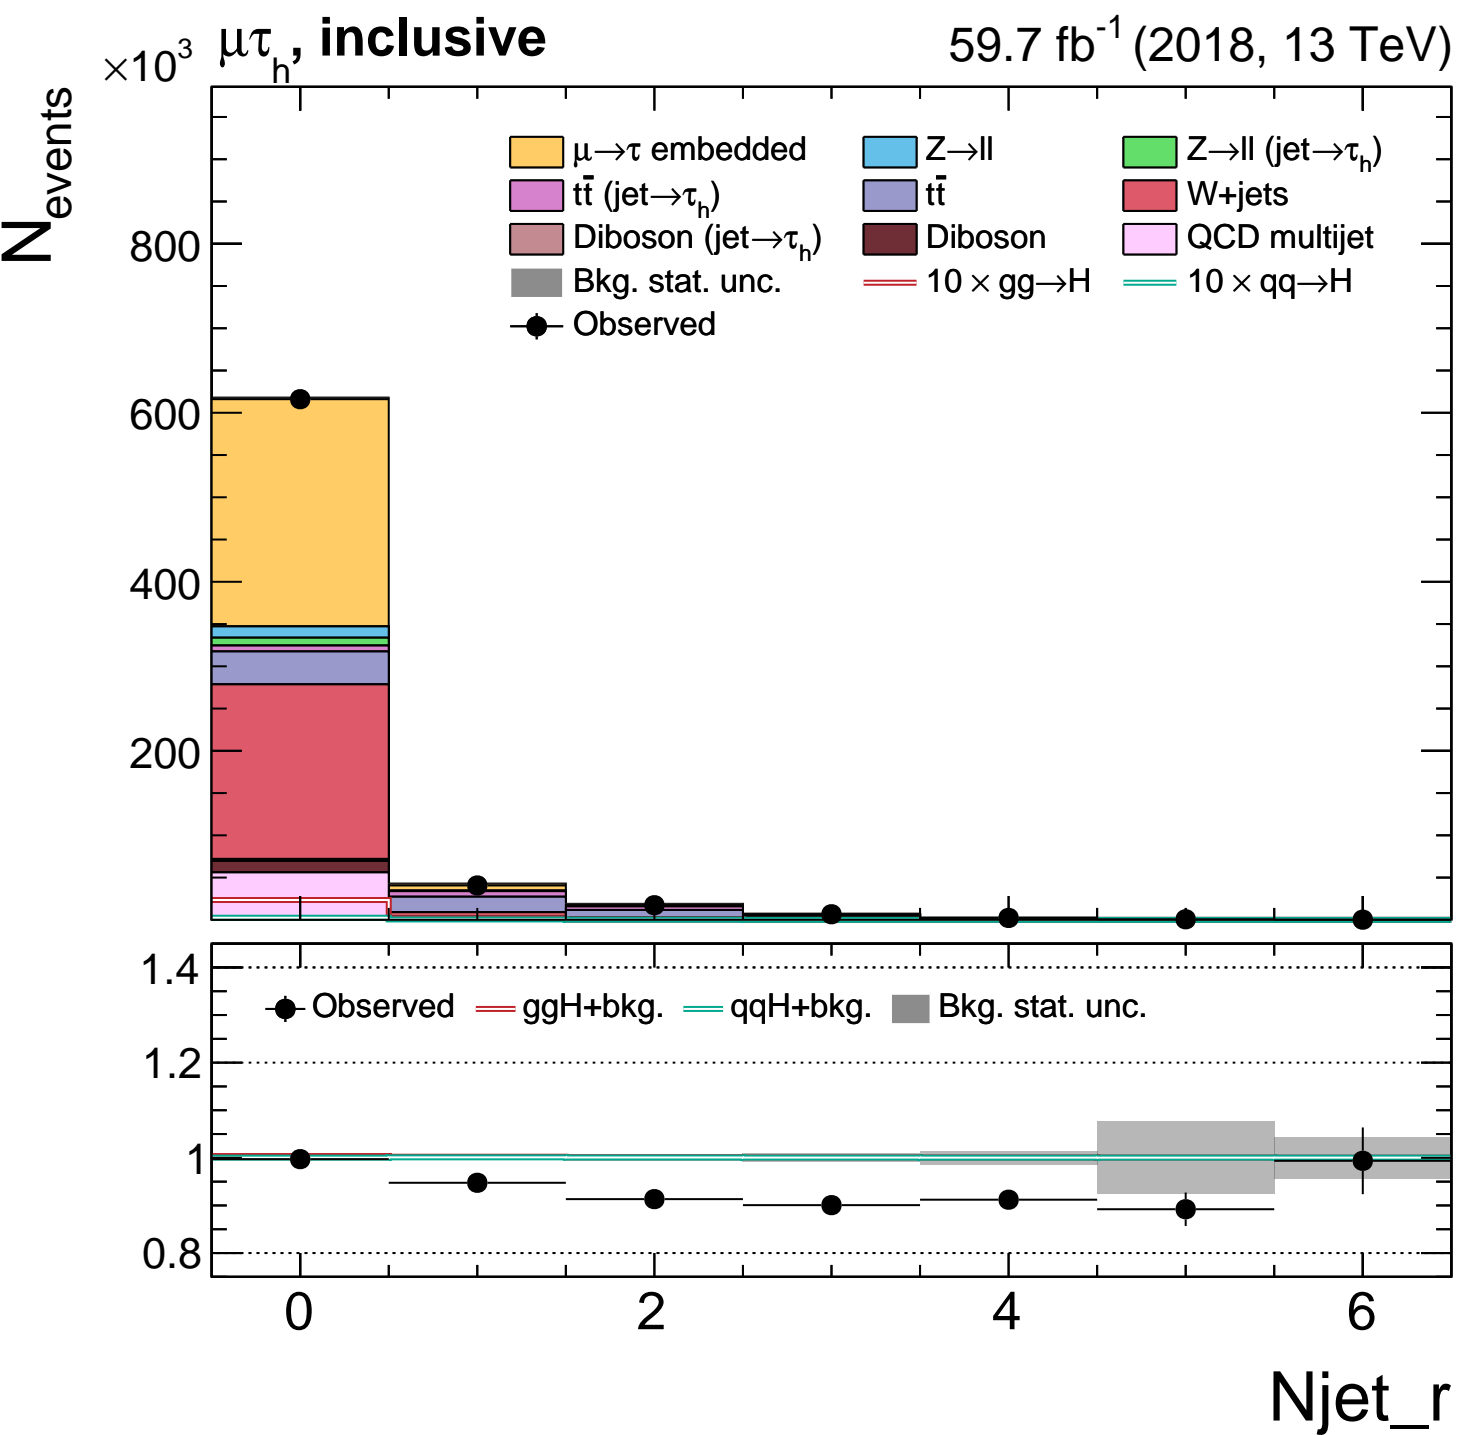 ×10³ μτₕ, inclusive 59.7 fb⁻¹ (2018, 13 TeV)
N_events
800
600
400
200
μ→τ embedded Z→ll Z→ll (jet→τₕ)
tt̄ (jet→τₕ) tt̄ W+jets
Diboson (jet→τₕ) Diboson QCD multijet
Bkg. stat. unc. 10 × gg→H 10 × qq→H
Observed
1.4
1.2
1
0.8
Observed ggH+bkg. qqH+bkg. Bkg. stat. unc.
0 2 4 6
Njet_r